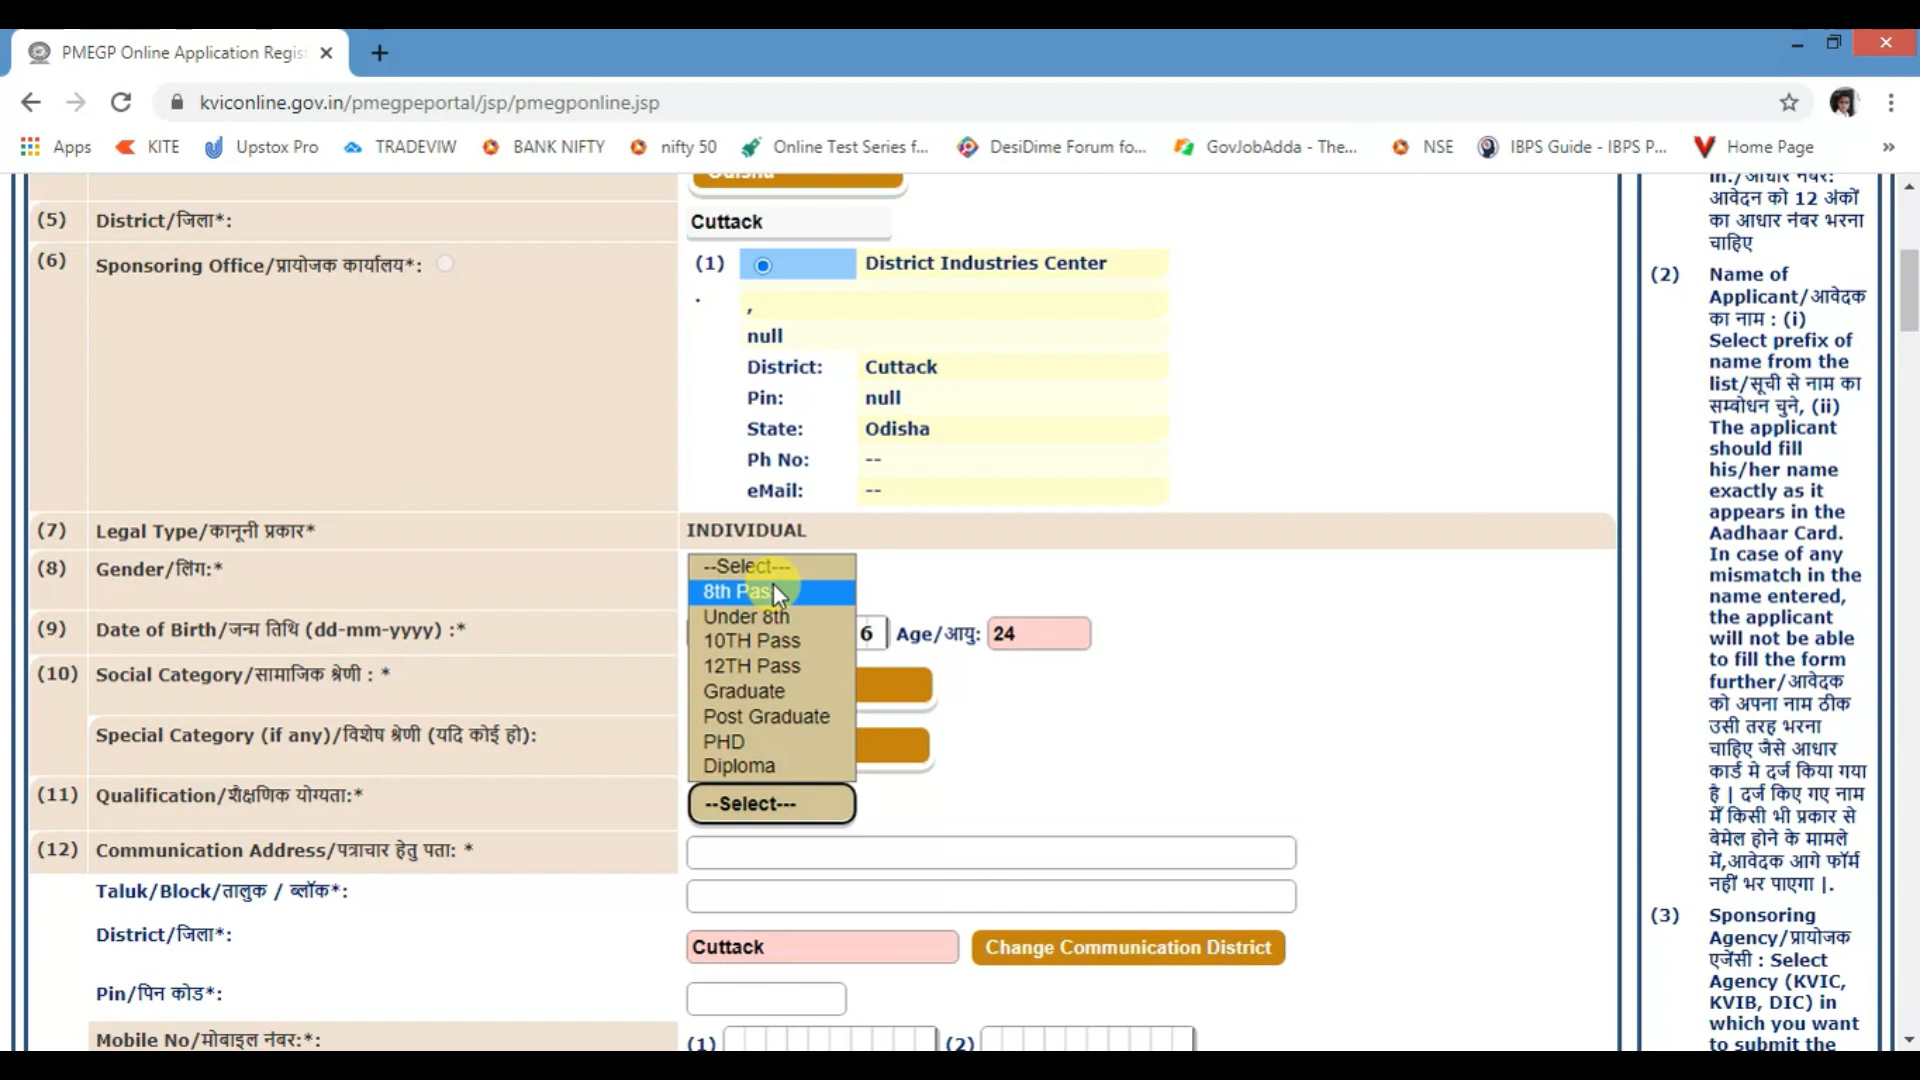 PMEGP Online Application Regis
kviconline.gov.in/pmegpeportal/jsp/pmegponline.jsp
Apps KITE Upstox Pro TRADEVIW BANK NIFTY nifty 50 Online Test Series f... DesiDime Forum fo... GovJobAdda - The... NSE IBPS Guide - IBPS P... Home Page »
Odisha
(5) District/जिला*: Cuttack
(6) Sponsoring Office/प्रायोजक कार्यालय*: (1) District Industries Center
. ,
null
District: Cuttack
Pin: null
State: Odisha
Ph No: --
eMail: --
(7) Legal Type/कानूनी प्रकार* INDIVIDUAL
(8) Gender/लिंग:*
--Select---
8th Pass
Under 8th
10TH Pass
12TH Pass
Graduate
Post Graduate
PHD
Diploma
(9) Date of Birth/जन्म तिथि (dd-mm-yyyy) :* 6 Age/आयु: 24
(10) Social Category/सामाजिक श्रेणी : *
Special Category (if any)/विशेष श्रेणी (यदि कोई हो):
(11) Qualification/शैक्षणिक योग्यता:* --Select---
(12) Communication Address/पत्राचार हेतु पता: *
Taluk/Block/तालुक / ब्लॉक*:
District/जिला*: Cuttack Change Communication District
Pin/पिन कोड*:
Mobile No/मोबाइल नंबर:*: (1) (2)
in./आधार नंबर:
आवेदन को 12 अंकों
का आधार नंबर भरना
चाहिए
(2) Name of
Applicant/आवेदक
का नाम : (i)
Select prefix of
name from the
list/सूची से नाम का
सम्बोधन चुने, (ii)
The applicant
should fill
his/her name
exactly as it
appears in the
Aadhaar Card.
In case of any
mismatch in the
name entered,
the applicant
will not be able
to fill the form
further/आवेदक
को अपना नाम ठीक
उसी तरह भरना
चाहिए जैसे आधार
कार्ड मे दर्ज किया गया
है | दर्ज किए गए नाम
में किसी भी प्रकार से
बेमेल होने के मामले
में,आवेदक आगे फॉर्म
नहीं भर पाएगा |.
(3) Sponsoring
Agency/प्रायोजक
एजेंसी : Select
Agency (KVIC,
KVIB, DIC) in
which you want
to submit the